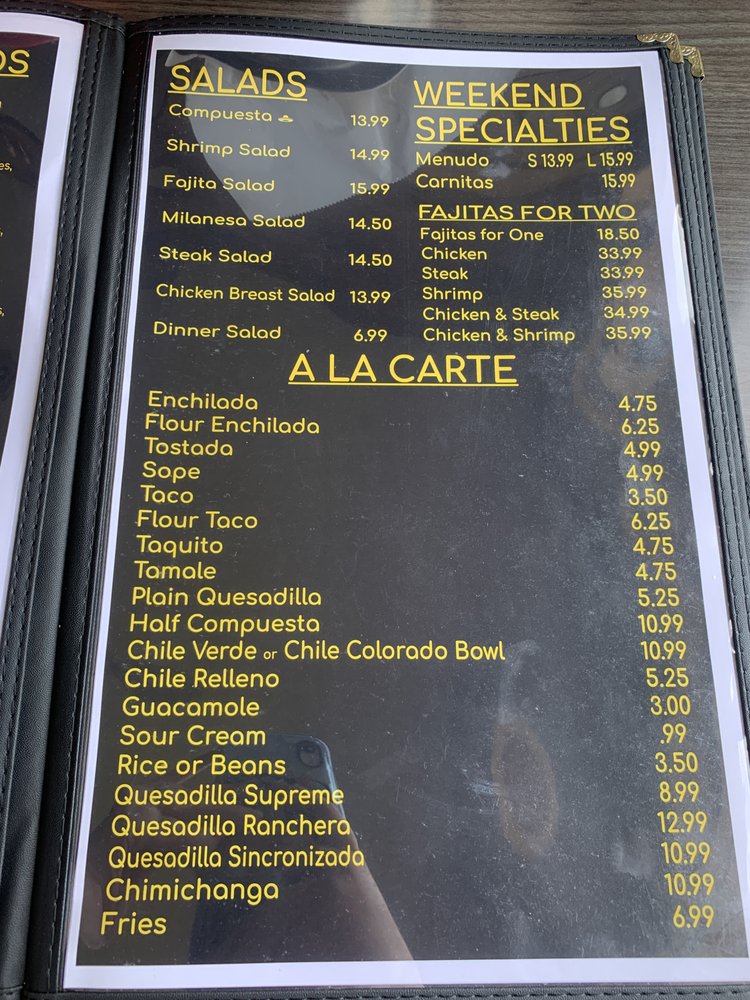 OS
es,
SALADS
Compuesta 13.99
Shrimp Salad 14.99
Fajita Salad 15.99
Milanesa Salad 14.50
Steak Salad 14.50
Chicken Breast Salad 13.99
Dinner Salad 6.99
WEEKEND
SPECIALTIES
Menudo S 13.99 L 15.99
Carnitas 15.99
FAJITAS FOR TWO
Fajitas for One 18.50
Chicken 33.99
Steak 33.99
Shrimp 35.99
Chicken & Steak 34.99
Chicken & Shrimp 35.99
A LA CARTE
Enchilada 4.75
Flour Enchilada 6.25
Tostada 4.99
Sope 4.99
Taco 3.50
Flour Taco 6.25
Taquito 4.75
Tamale 4.75
Plain Quesadilla 5.25
Half Compuesta 10.99
Chile Verde or Chile Colorado Bowl 10.99
Chile Relleno 5.25
Guacamole 3.00
Sour Cream .99
Rice or Beans 3.50
Quesadilla Supreme 8.99
Quesadilla Ranchera 12.99
Quesadilla Sincronizada 10.99
Chimichanga 10.99
Fries 6.99